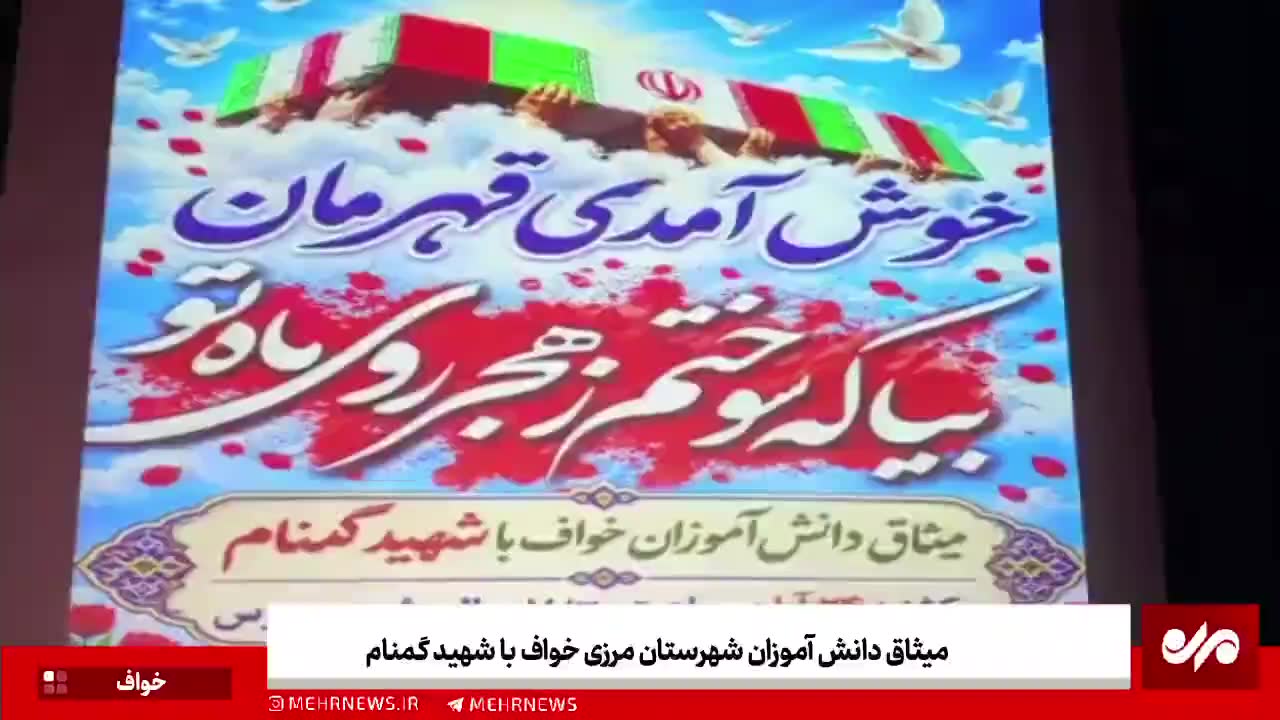 خوش آمدی قهرمان
بیا که سوختم ز هجر روی ماه تو
میثاق دانش آموزان خواف با شهید گمنام
میثاق دانش آموزان شهرستان مرزی خواف با شهید گمنام
خواف
MEHRNEWS.IR
MEHRNEWS